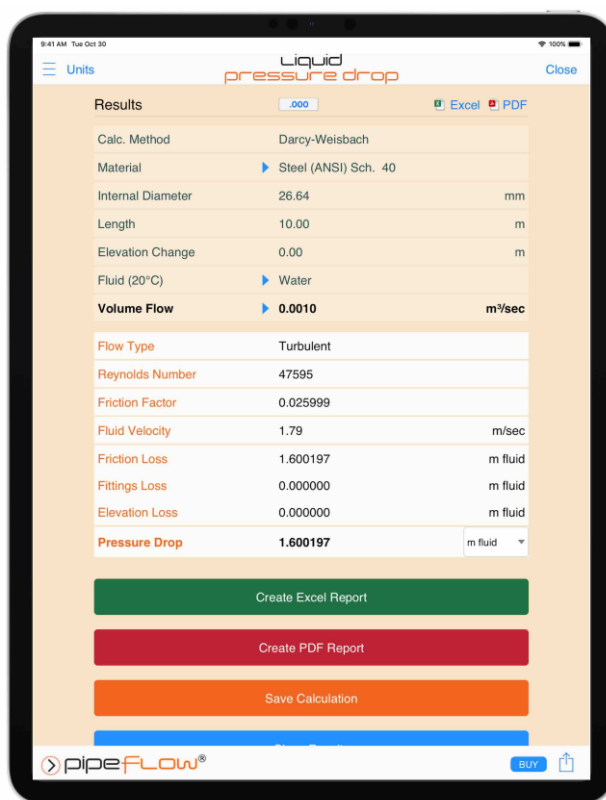 9:41 AM Tue Oct 30 100%
Units Liquid pressure drop Close
Results .000 Excel PDF
Calc. Method Darcy-Weisbach
Material Steel (ANSI) Sch. 40
Internal Diameter 26.64 mm
Length 10.00 m
Elevation Change 0.00 m
Fluid (20°C) Water
Volume Flow 0.0010 m³/sec
Flow Type Turbulent
Reynolds Number 47595
Friction Factor 0.025999
Fluid Velocity 1.79 m/sec
Friction Loss 1.600197 m fluid
Fittings Loss 0.000000 m fluid
Elevation Loss 0.000000 m fluid
Pressure Drop 1.600197 m fluid
Create Excel Report
Create PDF Report
Save Calculation
pipeFLOW® BUY